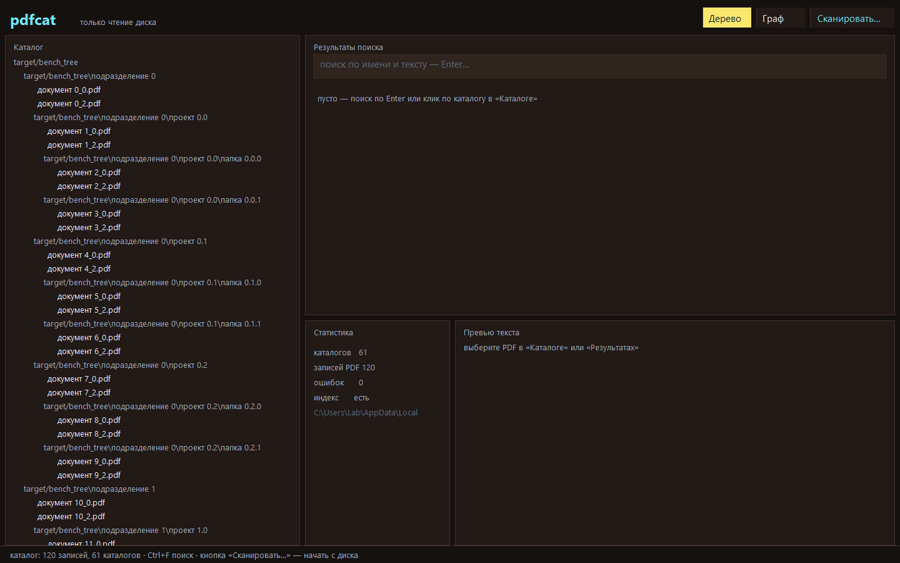 pdfcat
только чтение диска
Дерево
Граф
Сканировать...
Каталог
target/bench_tree
target/bench_tree\подразделение 0
документ 0_0.pdf
документ 0_2.pdf
target/bench_tree\подразделение 0\проект 0.0
документ 1_0.pdf
документ 1_2.pdf
target/bench_tree\подразделение 0\проект 0.0\папка 0.0.0
документ 2_0.pdf
документ 2_2.pdf
target/bench_tree\подразделение 0\проект 0.0\папка 0.0.1
документ 3_0.pdf
документ 3_2.pdf
target/bench_tree\подразделение 0\проект 0.1
документ 4_0.pdf
документ 4_2.pdf
target/bench_tree\подразделение 0\проект 0.1\папка 0.1.0
документ 5_0.pdf
документ 5_2.pdf
target/bench_tree\подразделение 0\проект 0.1\папка 0.1.1
документ 6_0.pdf
документ 6_2.pdf
target/bench_tree\подразделение 0\проект 0.2
документ 7_0.pdf
документ 7_2.pdf
target/bench_tree\подразделение 0\проект 0.2\папка 0.2.0
документ 8_0.pdf
документ 8_2.pdf
target/bench_tree\подразделение 0\проект 0.2\папка 0.2.1
документ 9_0.pdf
документ 9_2.pdf
target/bench_tree\подразделение 1
документ 10_0.pdf
документ 10_2.pdf
target/bench_tree\подразделение 1\проект 1.0
документ 11_0.pdf
Результаты поиска
поиск по имени и тексту — Enter...
пусто — поиск по Enter или клик по каталогу в «Каталоге»
Статистика
каталогов 61
записей PDF 120
ошибок 0
индекс есть
C:\Users\Lab\AppData\Local
Превью текста
выберите PDF в «Каталоге» или «Результатах»
каталог: 120 записей, 61 каталогов · Ctrl+F поиск · кнопка «Сканировать...» — начать с диска